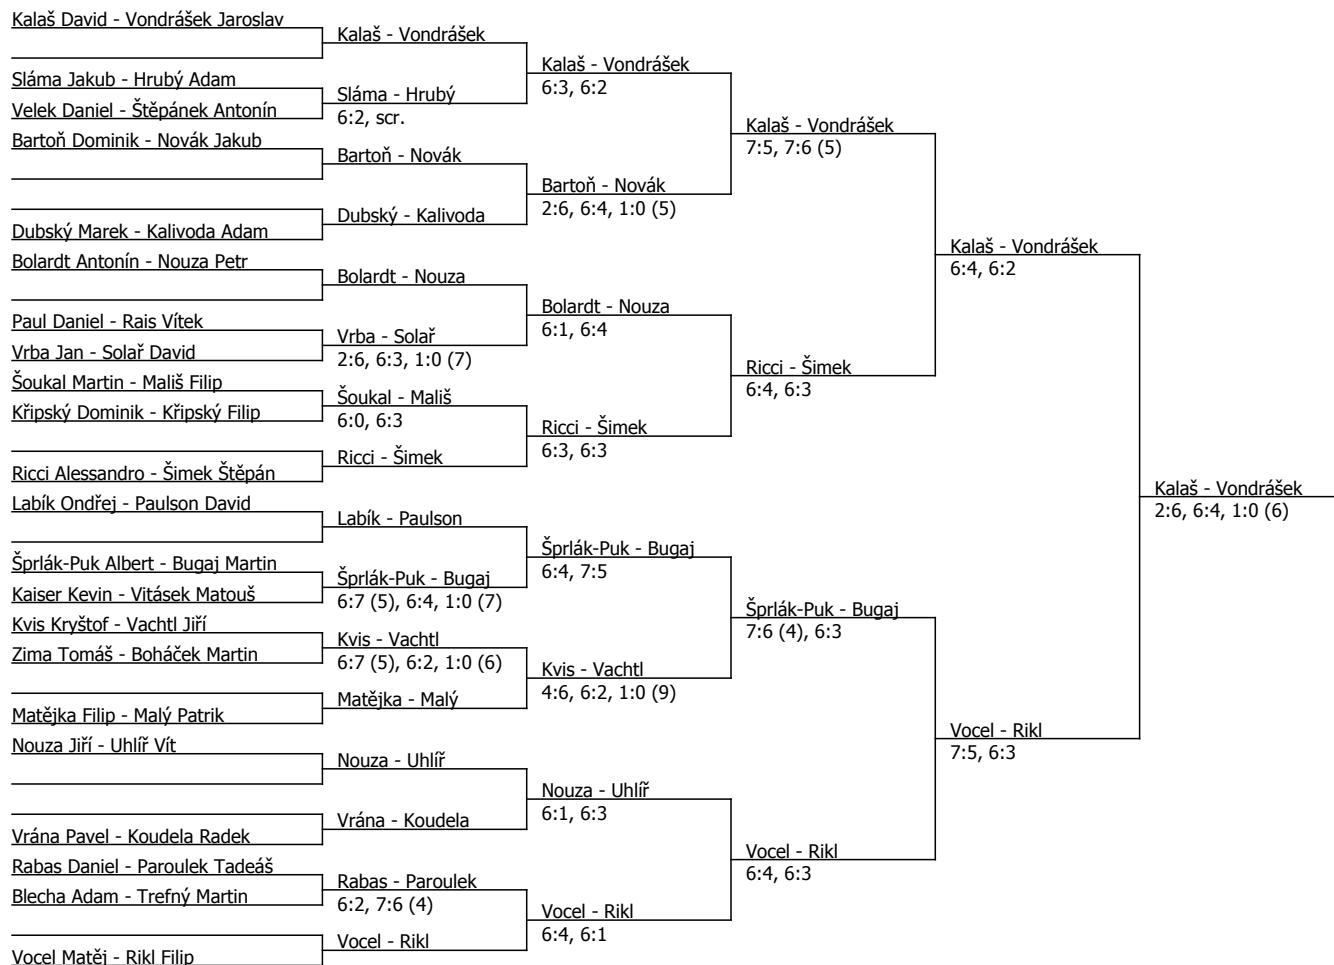 Kalaš David - Vondrášek Jaroslav
Sláma Jakub - Hrubý Adam
Velek Daniel - Štěpánek Antonín
Bartoň Dominik - Novák Jakub
Dubský Marek - Kalivoda Adam
Bolardt Antonín - Nouza Petr
Paul Daniel - Rais Vítek
Vrba Jan - Solař David
Šoukal Martin - Mališ Filip
Křipský Dominik - Křipský Filip
Ricci Alessandro - Šimek Štěpán
Labík Ondřej - Paulson David
Šprlák-Puk Albert - Bugaj Martin
Kaiser Kevin - Vitásek Matouš
Kvis Kryštof - Vachtl Jiří
Zima Tomáš - Boháček Martin
Matějka Filip - Malý Patrik
Nouza Jiří - Uhlíř Vít
Vrána Pavel - Koudela Radek
Rabas Daniel - Paroulek Tadeáš
Blecha Adam - Trefný Martin
Vocel Matěj - Rikl Filip
Kalaš - Vondrášek
Sláma - Hrubý
6:2, scr.
Bartoň - Novák
Dubský - Kalivoda
Bolardt - Nouza
Vrba - Solař
2:6, 6:3, 1:0 (7)
Šoukal - Mališ
6:0, 6:3
Ricci - Šimek
Labík - Paulson
Šprlák-Puk - Bugaj
6:7 (5), 6:4, 1:0 (7)
Kvis - Vachtl
6:7 (5), 6:2, 1:0 (6)
Matějka - Malý
Nouza - Uhlíř
Vrána - Koudela
Rabas - Paroulek
6:2, 7:6 (4)
Vocel - Rikl
Kalaš - Vondrášek
6:3, 6:2
Bartoň - Novák
2:6, 6:4, 1:0 (5)
Bolardt - Nouza
6:1, 6:4
Ricci - Šimek
6:3, 6:3
Šprlák-Puk - Bugaj
6:4, 7:5
Kvis - Vachtl
4:6, 6:2, 1:0 (9)
Nouza - Uhlíř
6:1, 6:3
Vocel - Rikl
6:4, 6:1
Kalaš - Vondrášek
7:5, 7:6 (5)
Ricci - Šimek
6:4, 6:3
Šprlák-Puk - Bugaj
7:6 (4), 6:3
Vocel - Rikl
6:4, 6:3
Kalaš - Vondrášek
6:4, 6:2
Vocel - Rikl
7:5, 6:3
Kalaš - Vondrášek
2:6, 6:4, 1:0 (6)